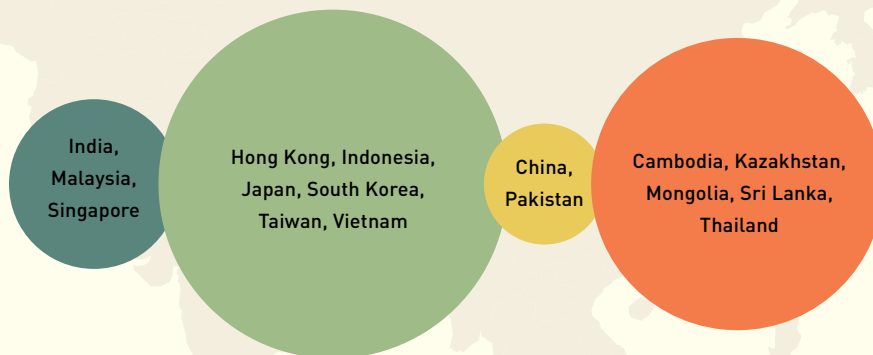 India,
Malaysia,
Singapore
Hong Kong, Indonesia,
Japan, South Korea,
Taiwan, Vietnam
China,
Pakistan
Cambodia, Kazakhstan,
Mongolia, Sri Lanka,
Thailand